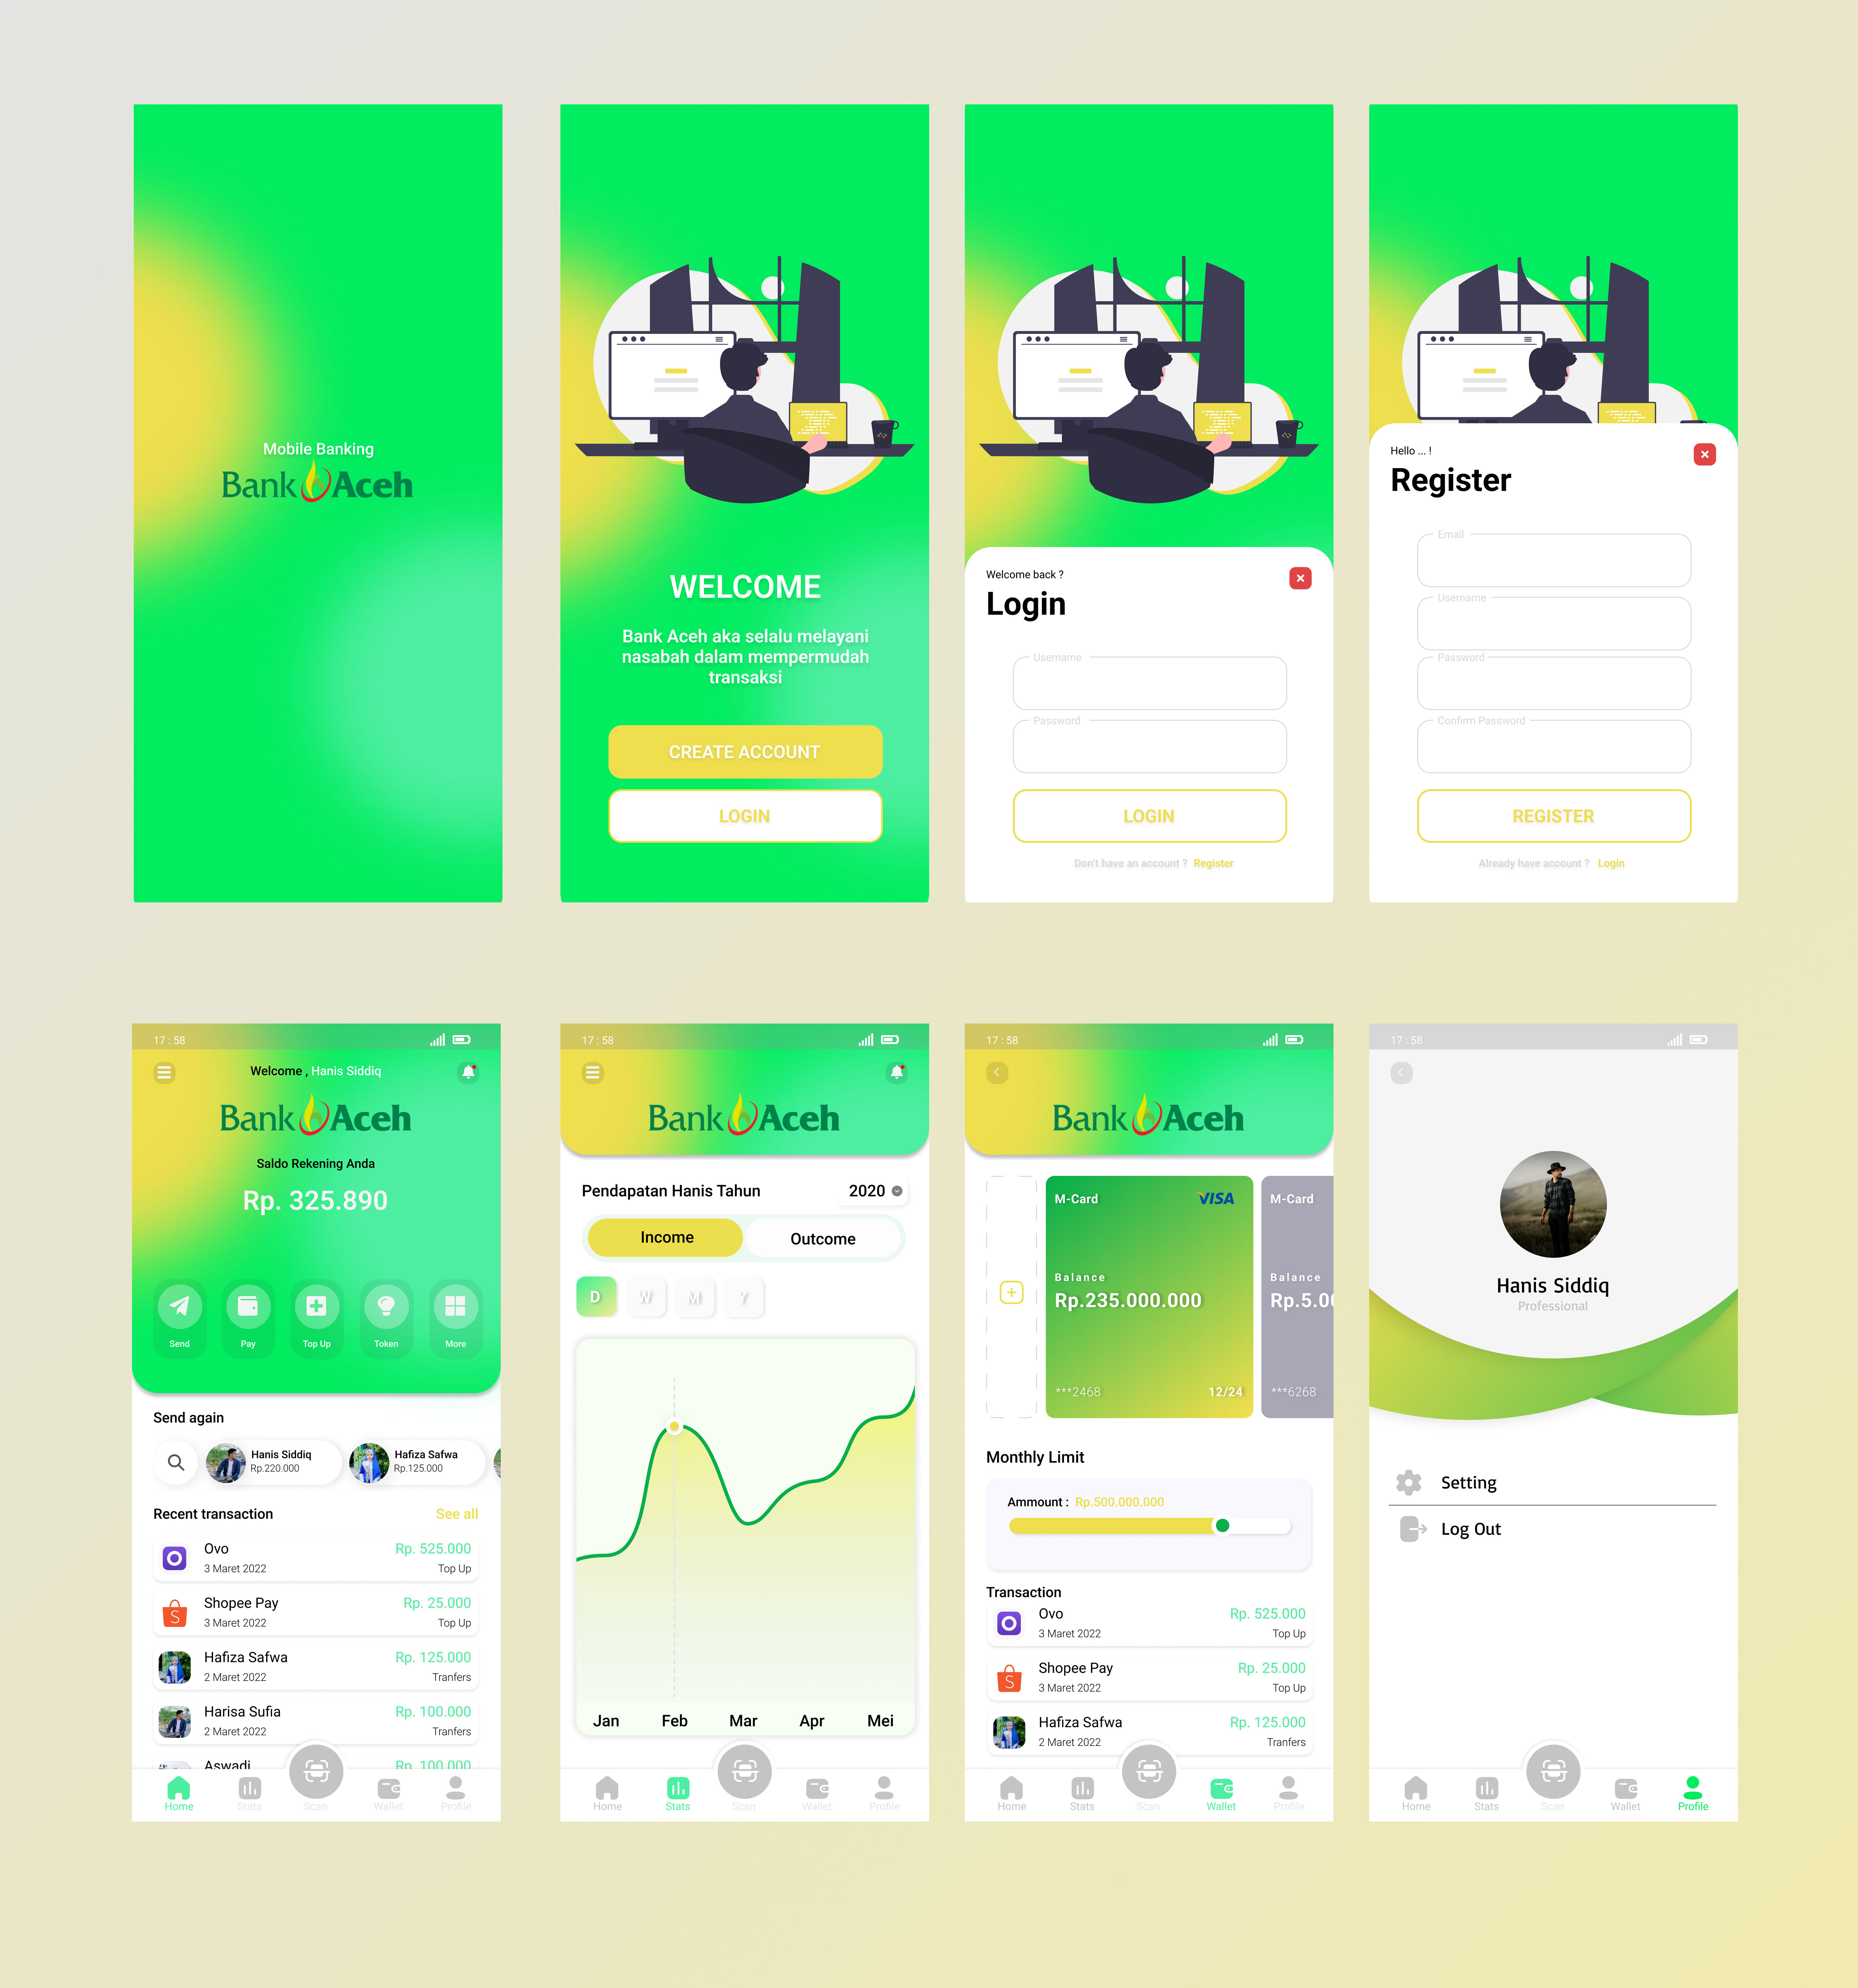 Mobile Banking
Bank Aceh
WELCOME
Bank Aceh aka selalu melayani
nasabah dalam mempermudah
transaksi
CREATE ACCOUNT
LOGIN
Welcome back ?
Login
Username
Password
LOGIN
Don't have an account ? Register
Hello ... !
Register
Email
Username
Password
Confirm Password
REGISTER
Already have account ? Login
17 : 58
Welcome , Hanis Siddiq
Bank Aceh
Saldo Rekening Anda
Rp. 325.890
Send Pay Top Up Token More
Send again
Hanis Siddiq
Rp.220.000
Hafiza Safwa
Rp.125.000
Recent transaction See all
Ovo Rp. 525.000
3 Maret 2022 Top Up
Shopee Pay Rp. 25.000
3 Maret 2022 Top Up
Hafiza Safwa Rp. 125.000
2 Maret 2022 Tranfers
Harisa Sufia Rp. 100.000
2 Maret 2022 Tranfers
Aswadi Rp. 100.000
Home Stats Scan Wallet Profile
17 : 58
Bank Aceh
Pendapatan Hanis Tahun 2020
Income Outcome
D W M Y
Jan Feb Mar Apr Mei
Home Stats Scan Wallet Profile
17 : 58
Bank Aceh
M-Card VISA
Balance
Rp.235.000.000
***2468 12/24
M-Card
Balance
Rp.5.0
***6268
Monthly Limit
Ammount : Rp.500.000.000
Transaction
Ovo Rp. 525.000
3 Maret 2022 Top Up
Shopee Pay Rp. 25.000
3 Maret 2022 Top Up
Hafiza Safwa Rp. 125.000
2 Maret 2022 Tranfers
Home Stats Scan Wallet Profile
17 : 58
Hanis Siddiq
Professional
Setting
Log Out
Home Stats Scan Wallet Profile